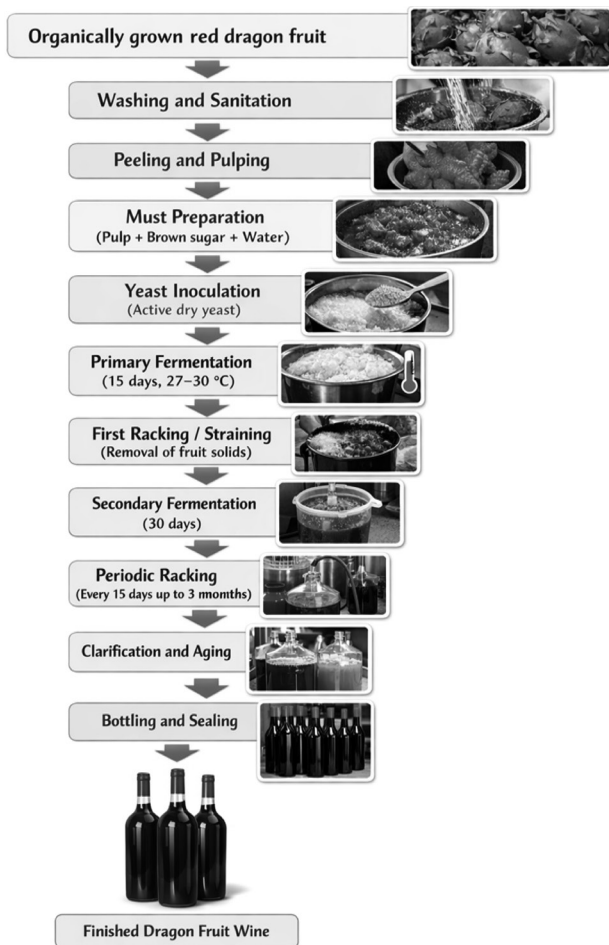 Organically grown red dragon fruit
Washing and Sanitation
Peeling and Pulping
Must Preparation
(Pulp + Brown sugar + Water)
Yeast Inoculation
(Active dry yeast)
Primary Fermentation
(15 days, 27–30 °C)
First Racking / Straining
(Removal of fruit solids)
Secondary Fermentation
(30 days)
Periodic Racking
(Every 15 days up to 3 momths)
Clarification and Aging
Bottling and Sealing
Finished Dragon Fruit Wine